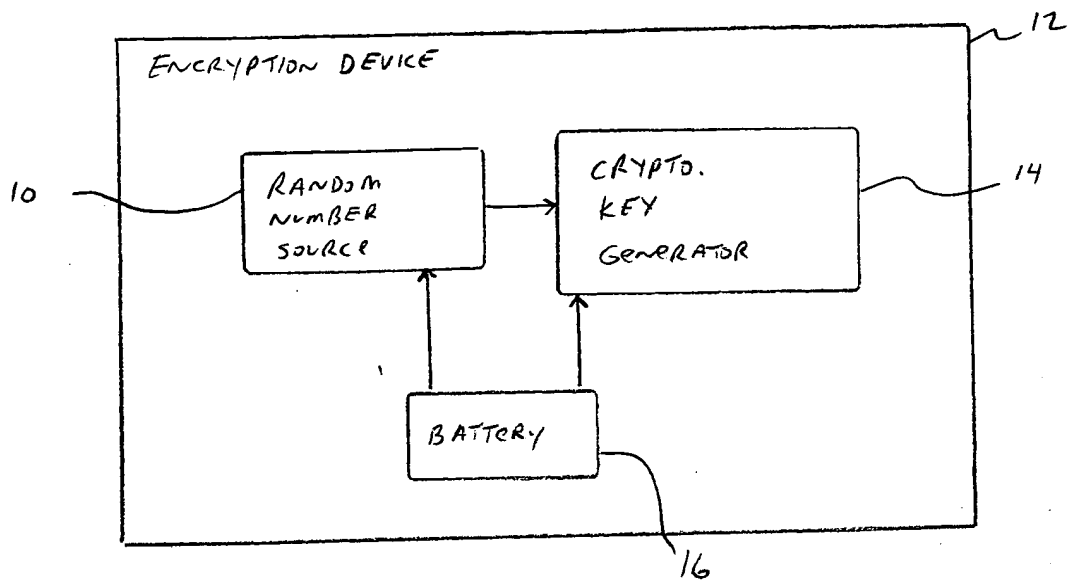 12
ENCRYPTION DEVICE
10
RANDOM
NUMBER
SOURCE
CRYPTO.
KEY
GENERATOR
14
BATTERY
16